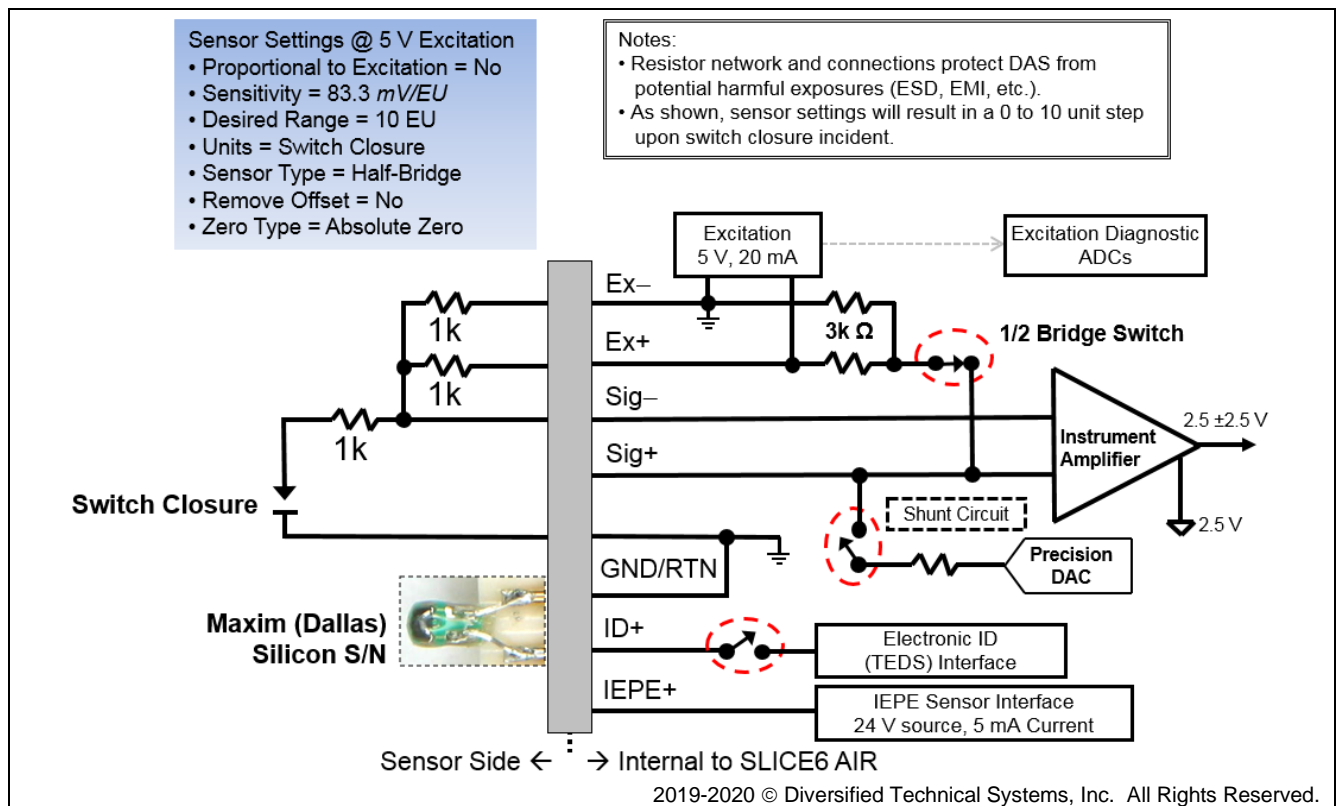 Sensor Settings @ 5 V Excitation
• Proportional to Excitation = No
• Sensitivity = 83.3 mV/EU
• Desired Range = 10 EU
• Units = Switch Closure
• Sensor Type = Half-Bridge
• Remove Offset = No
• Zero Type = Absolute Zero
Notes:
• Resistor network and connections protect DAS from
potential harmful exposures (ESD, EMI, etc.).
• As shown, sensor settings will result in a 0 to 10 unit step
upon switch closure incident.
Excitation
5 V, 20 mA
Excitation Diagnostic
ADCs
Ex–
1k
3k Ω
1/2 Bridge Switch
Ex+
1k
Sig–
1k
2.5 ±2.5 V
Instrument
Amplifier
Sig+
Switch Closure
Shunt Circuit
2.5 V
GND/RTN
Precision
DAC
Maxim (Dallas)
Silicon S/N
ID+
Electronic ID
(TEDS) Interface
IEPE+
IEPE Sensor Interface
24 V source, 5 mA Current
Sensor Side ← → Internal to SLICE6 AIR
2019-2020 © Diversified Technical Systems, Inc. All Rights Reserved.